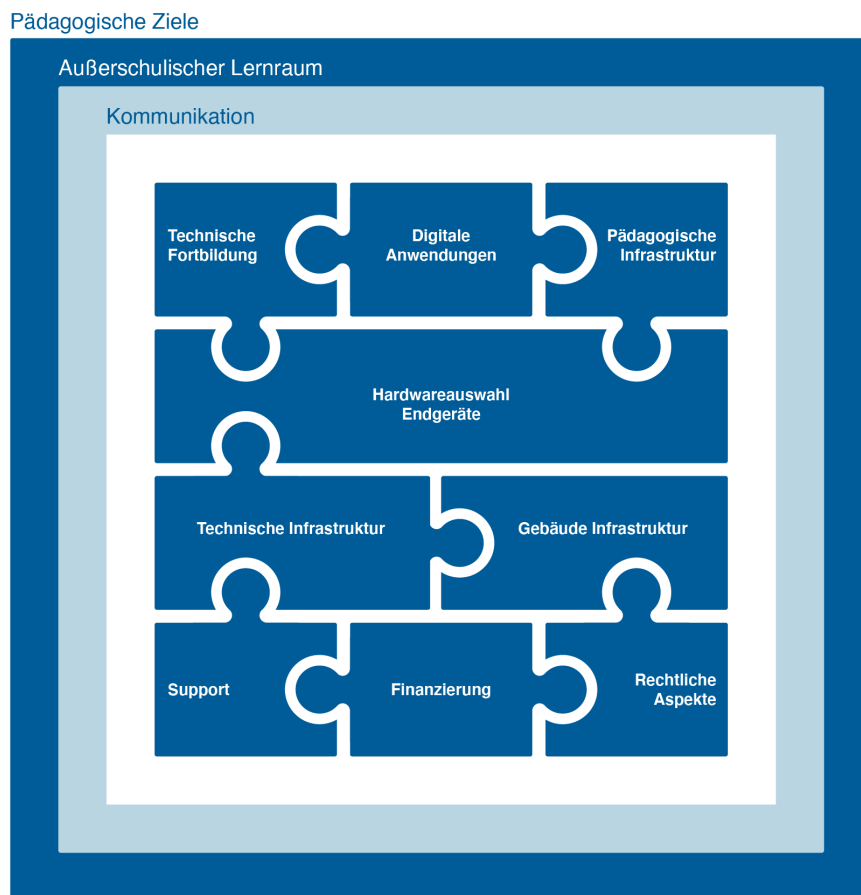 Pädagogische Ziele
Außerschulischer Lernraum
Kommunikation
Technische
Fortbildung
Digitale
Anwendungen
Pädagogische
Infrastruktur
Hardwareauswahl
Endgeräte
Technische Infrastruktur
Gebäude Infrastruktur
Support
Finanzierung
Rechtliche
Aspekte